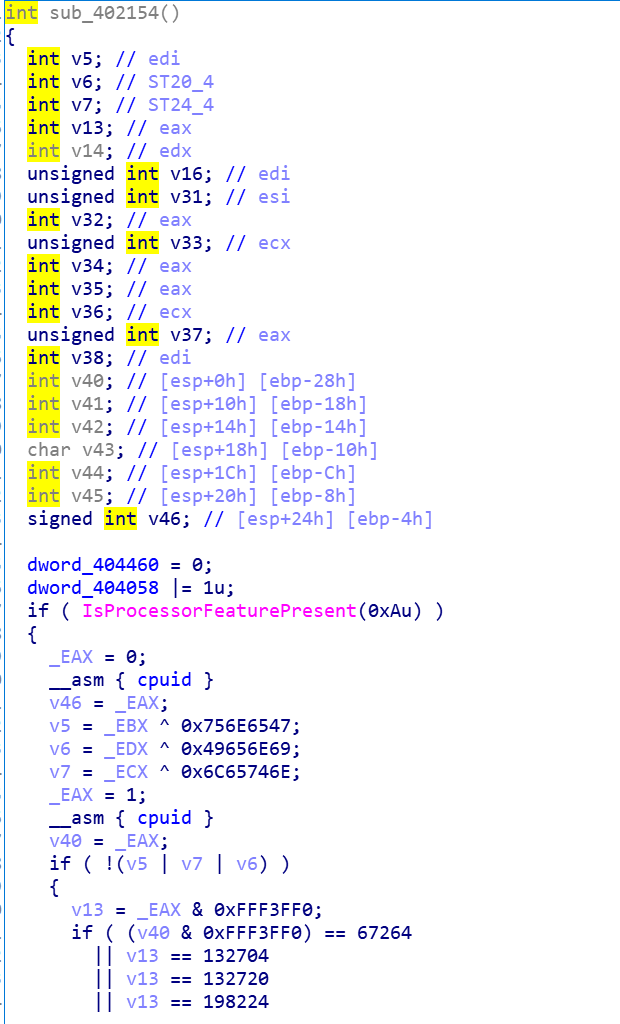 int sub_402154()
{
int v5; // edi
int v6; // ST20_4
int v7; // ST24_4
int v13; // eax
int v14; // edx
unsigned int v16; // edi
unsigned int v31; // esi
int v32; // eax
unsigned int v33; // ecx
int v34; // eax
int v35; // eax
int v36; // ecx
unsigned int v37; // eax
int v38; // edi
int v40; // [esp+0h] [ebp-28h]
int v41; // [esp+10h] [ebp-18h]
int v42; // [esp+14h] [ebp-14h]
char v43; // [esp+18h] [ebp-10h]
int v44; // [esp+1Ch] [ebp-Ch]
int v45; // [esp+20h] [ebp-8h]
signed int v46; // [esp+24h] [ebp-4h]
dword_404460 = 0;
dword_404058 |= 1u;
if ( IsProcessorFeaturePresent(0xAu) )
{
_EAX = 0;
__asm { cpuid }
v46 = _EAX;
v5 = _EBX ^ 0x756E6547;
v6 = _EDX ^ 0x49656E69;
v7 = _ECX ^ 0x6C65746E;
_EAX = 1;
__asm { cpuid }
v40 = _EAX;
if ( !(v5 | v7 | v6) )
{
v13 = _EAX & 0xFFF3FF0;
if ( (v40 & 0xFFF3FF0) == 67264
|| v13 == 132704
|| v13 == 132720
|| v13 == 198224